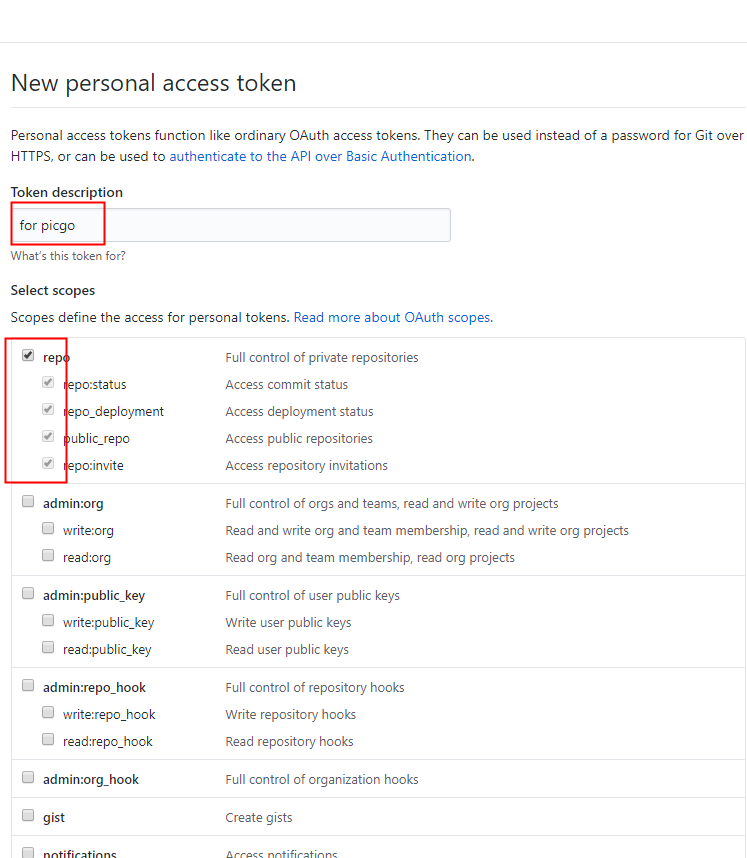 New personal access token
Personal access tokens function like ordinary OAuth access tokens. They can be used instead of a password for Git over
HTTPS, or can be used to authenticate to the API over Basic Authentication.
Token description
for picgo
What's this token for?
Select scopes
Scopes define the access for personal tokens. Read more about OAuth scopes.
repo Full control of private repositories
repo:status Access commit status
repo_deployment Access deployment status
public_repo Access public repositories
repo:invite Access repository invitations
admin:org Full control of orgs and teams, read and write org projects
write:org Read and write org and team membership, read and write org projects
read:org Read org and team membership, read org projects
admin:public_key Full control of user public keys
write:public_key Write user public keys
read:public_key Read user public keys
admin:repo_hook Full control of repository hooks
write:repo_hook Write repository hooks
read:repo_hook Read repository hooks
admin:org_hook Full control of organization hooks
gist Create gists
notifications Access notifications